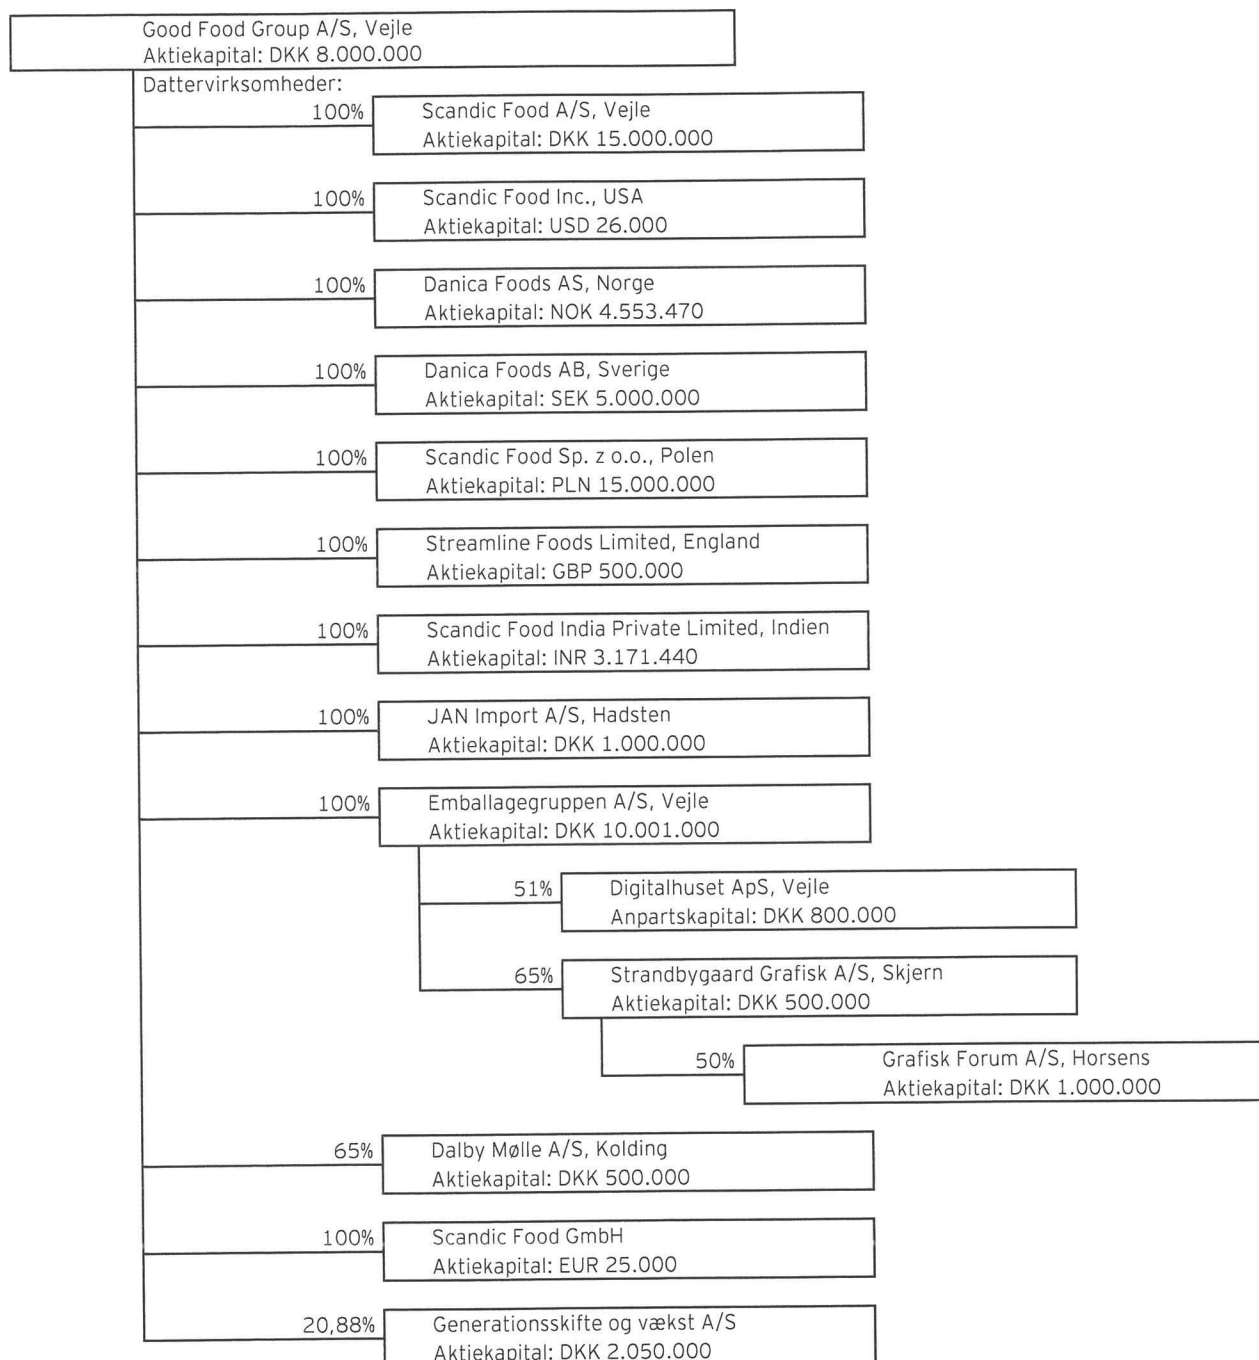 Good Food Group A/S, Vejle
Aktiekapital: DKK 8.000.000
Dattervirksomheder:
100%
Scandic Food A/S, Vejle
Aktiekapital: DKK 15.000.000
100%
Scandic Food Inc., USA
Aktiekapital: USD 26.000
100%
Danica Foods AS, Norge
Aktiekapital: NOK 4.553.470
100%
Danica Foods AB, Sverige
Aktiekapital: SEK 5.000.000
100%
Scandic Food Sp. z o.o., Polen
Aktiekapital: PLN 15.000.000
100%
Streamline Foods Limited, England
Aktiekapital: GBP 500.000
100%
Scandic Food India Private Limited, Indien
Aktiekapital: INR 3.171.440
100%
JAN Import A/S, Hadsten
Aktiekapital: DKK 1.000.000
100%
Emballagegruppen A/S, Vejle
Aktiekapital: DKK 10.001.000
51%
Digitalhuset ApS, Vejle
Anpartskapital: DKK 800.000
65%
Strandbygaard Grafisk A/S, Skjern
Aktiekapital: DKK 500.000
50%
Grafisk Forum A/S, Horsens
Aktiekapital: DKK 1.000.000
65%
Dalby Mølle A/S, Kolding
Aktiekapital: DKK 500.000
100%
Scandic Food GmbH
Aktiekapital: EUR 25.000
20,88%
Generationsskifte og vækst A/S
Aktiekapital: DKK 2.050.000